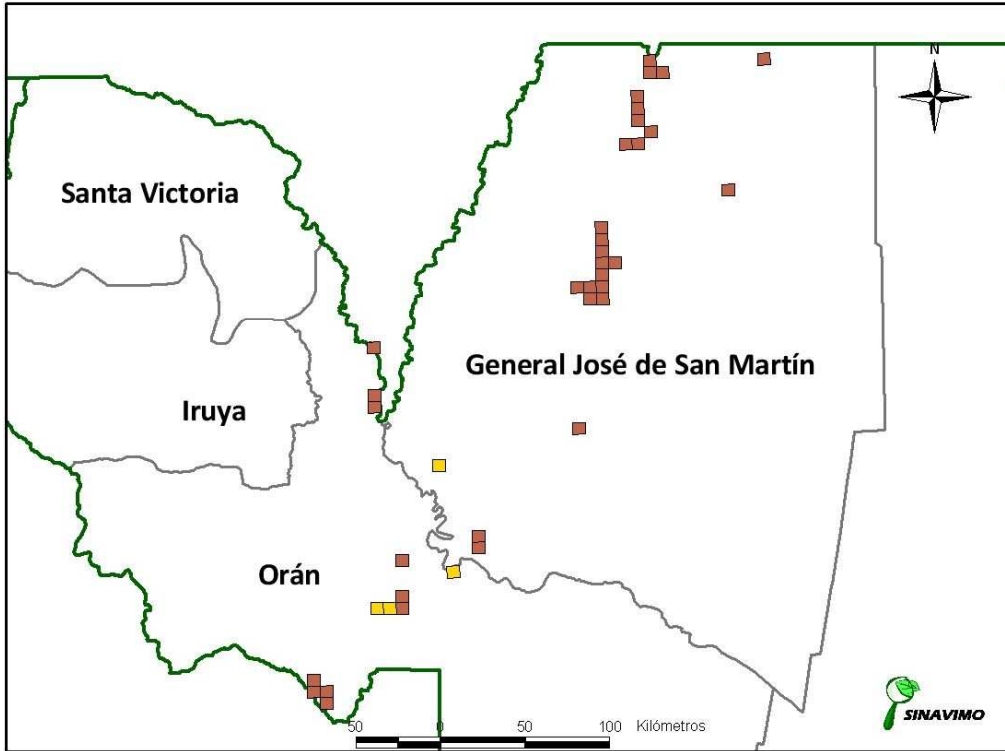 N
Santa Victoria
General José de San Martín
Iruya
Orán
50 0 50 100 Kilómetros
SINAVIMO